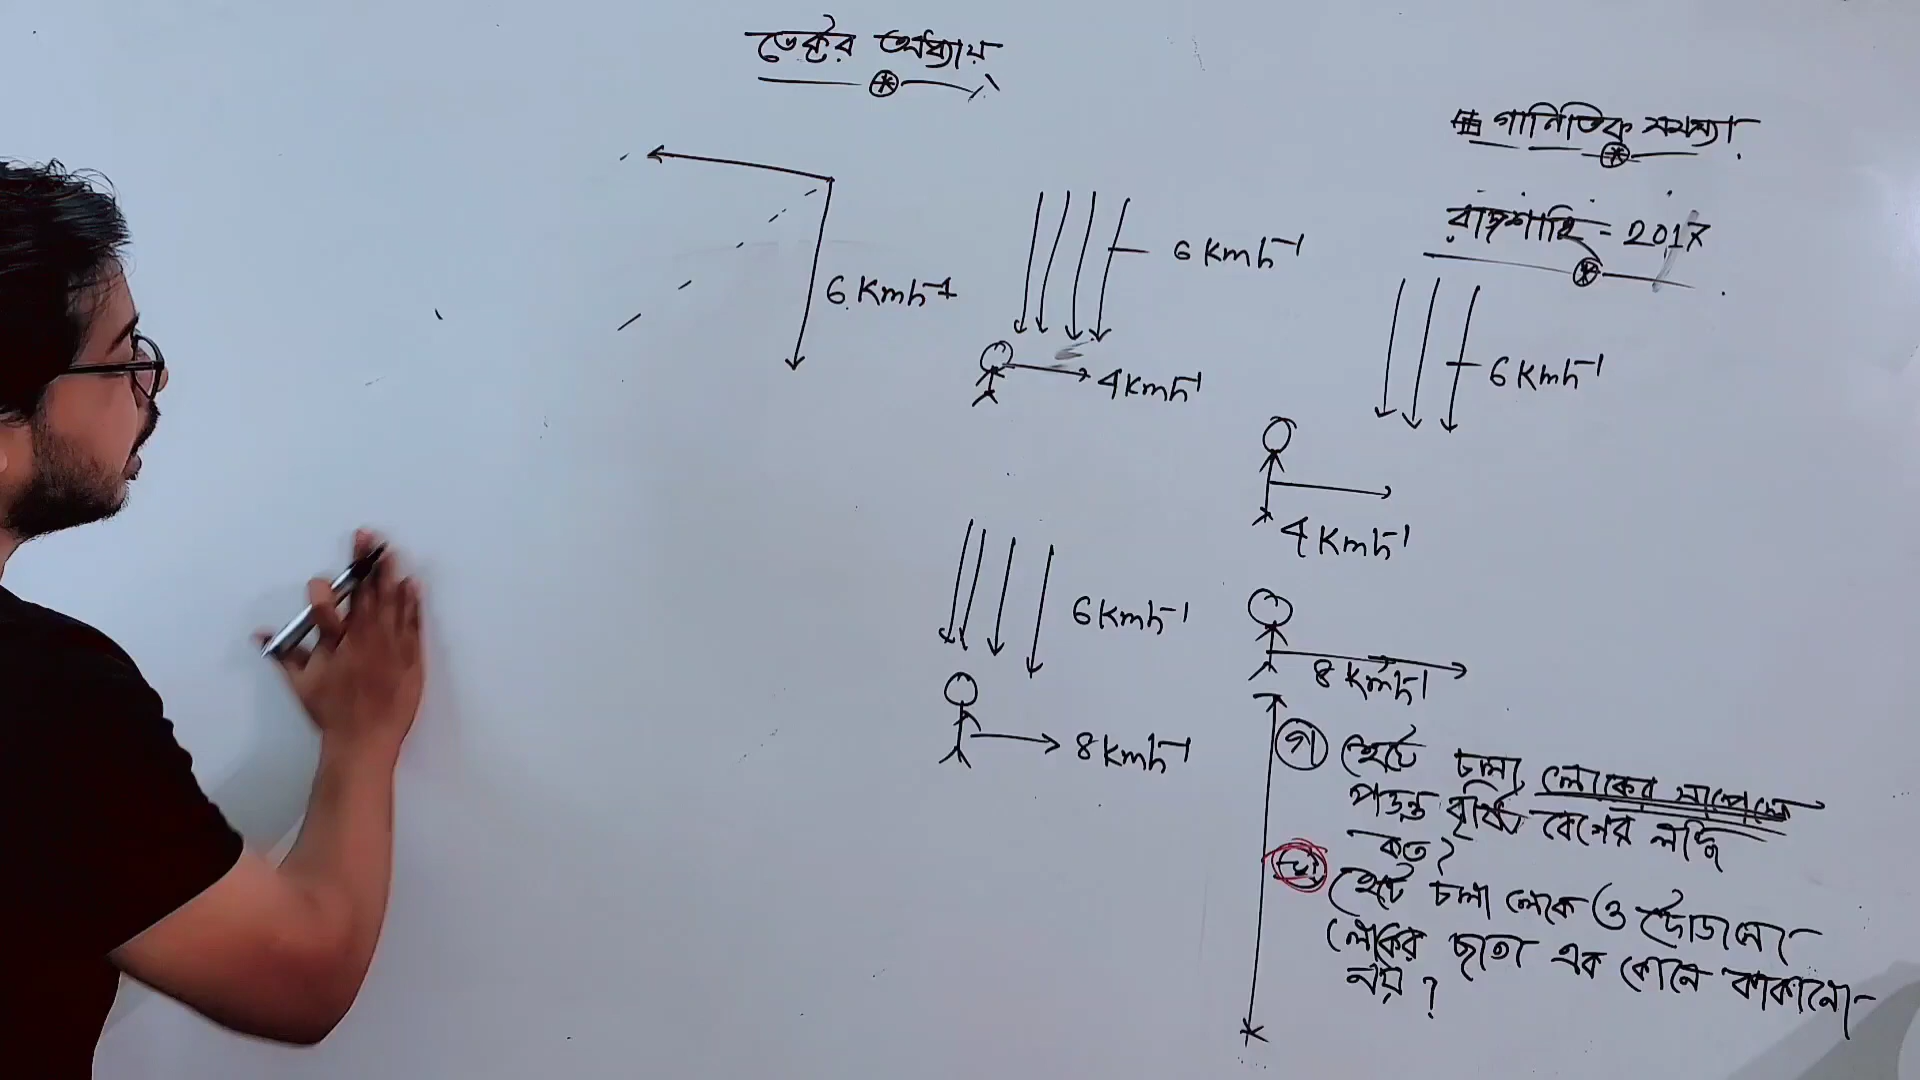 ভেক্টর অধ্যায়
গানিতিক সমস্যা
রাজশাহি = 2017
6 Kmh⁻¹
6 Kmh⁻¹
4 Kmh⁻¹
6 Kmh⁻¹
4 Kmh⁻¹
6 Kmh⁻¹
8 Kmh⁻¹
8 Kmh⁻¹
গ হেটে চলা লোকের সাপেক্ষে
পড়ন্ত বৃষ্টির বেগের লব্ধি
কত?
ঘ হেটে চলা লোক ও দৌড়ানো
লোকের ছাতা এক কোনে বাকানো
নয়?